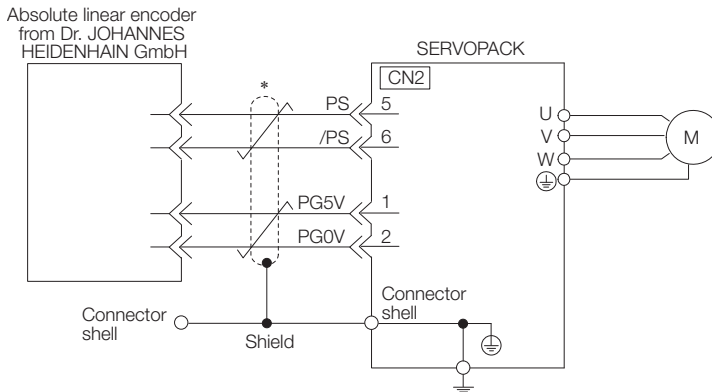 Absolute linear encoder
from Dr. JOHANNES
HEIDENHAIN GmbH
SERVOPACK
CN2
*
PS 5
/PS 6
PG5V 1
PG0V 2
U
V
W
M
Connector
shell
Shield
Connector
shell